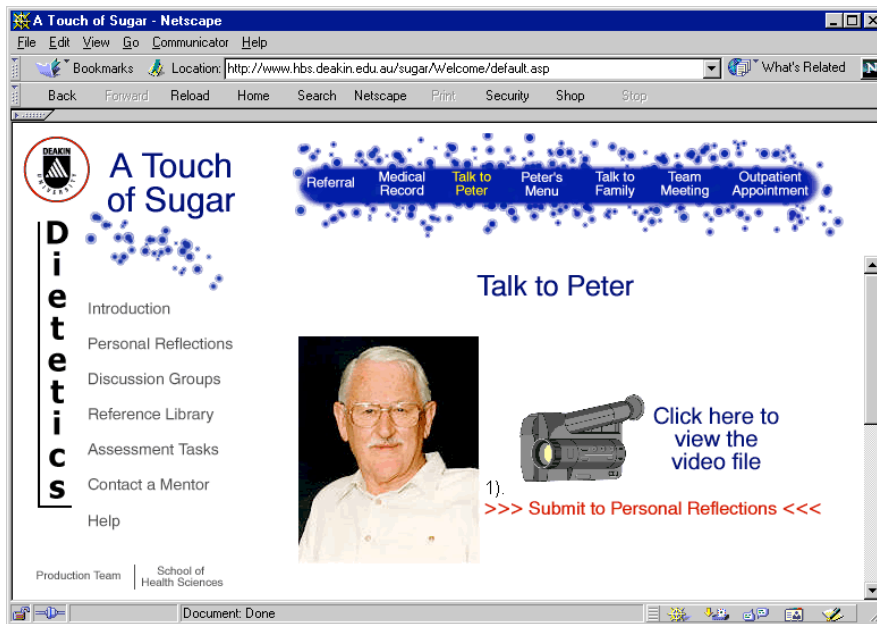 A Touch of Sugar - Netscape
File Edit View Go Communicator Help
Bookmarks Location: http://www.hbs.deakin.edu.au/sugar/Welcome/default.asp What's Related N
Back Forward Reload Home Search Netscape Print Security Shop Stop
DEAKIN
UNIVERSITY
A Touch
of Sugar
Dietetics
Referral
Medical
Record
Talk to
Peter
Peter's
Menu
Talk to
Family
Team
Meeting
Outpatient
Appointment
Introduction
Personal Reflections
Discussion Groups
Reference Library
Assessment Tasks
Contact a Mentor
Help
Production Team
School of
Health Sciences
Talk to Peter
Click here to
view the
video file
1).
>>> Submit to Personal Reflections <<<
Document: Done